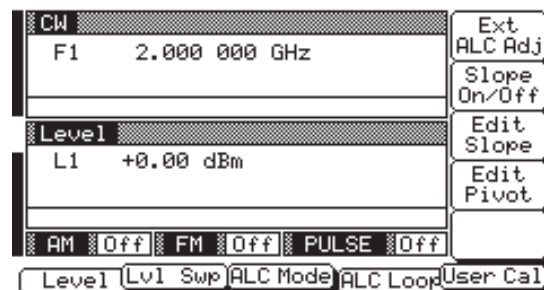 CW
F1 2.000 000 GHz
Level
L1 +0.00 dBm
AM Off FM Off PULSE Off
Ext
ALC Adj
Slope
On/Off
Edit
Slope
Edit
Pivot
Level Lvl Swp ALC Mode ALC Loop User Cal